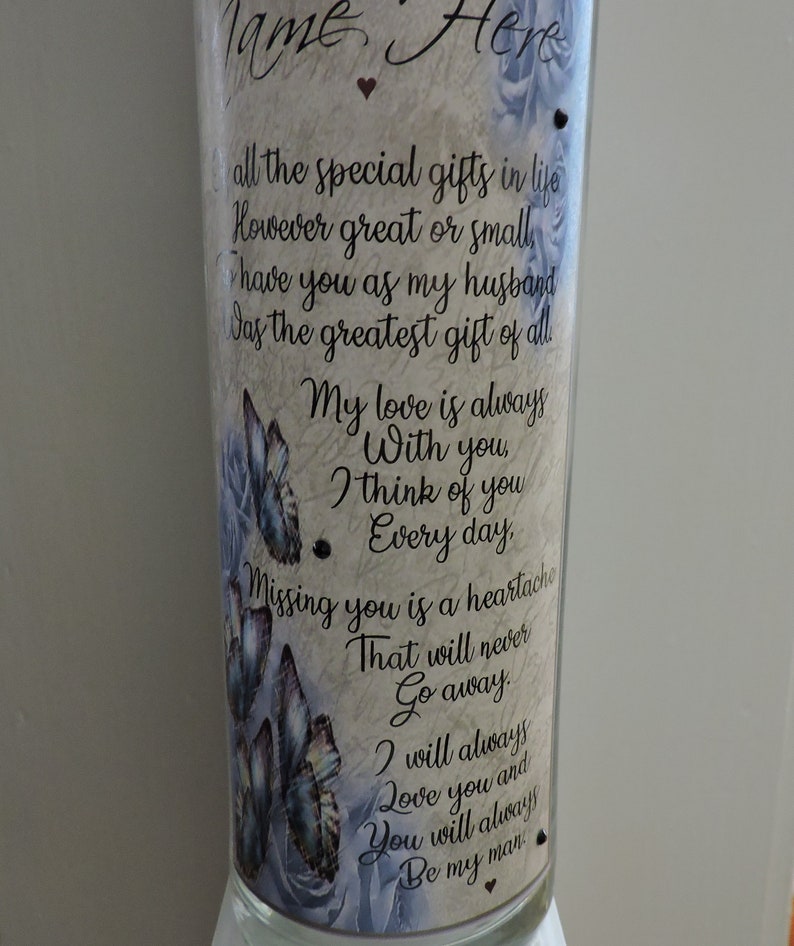 Name Here
all the special gifts in life
However great or small,
To have you as my husband
Was the greatest gift of all.
My love is always
With you,
I think of you
Every day,
Missing you is a heartache
That will never
Go away.
I will always
Love you and
You will always
Be my man.